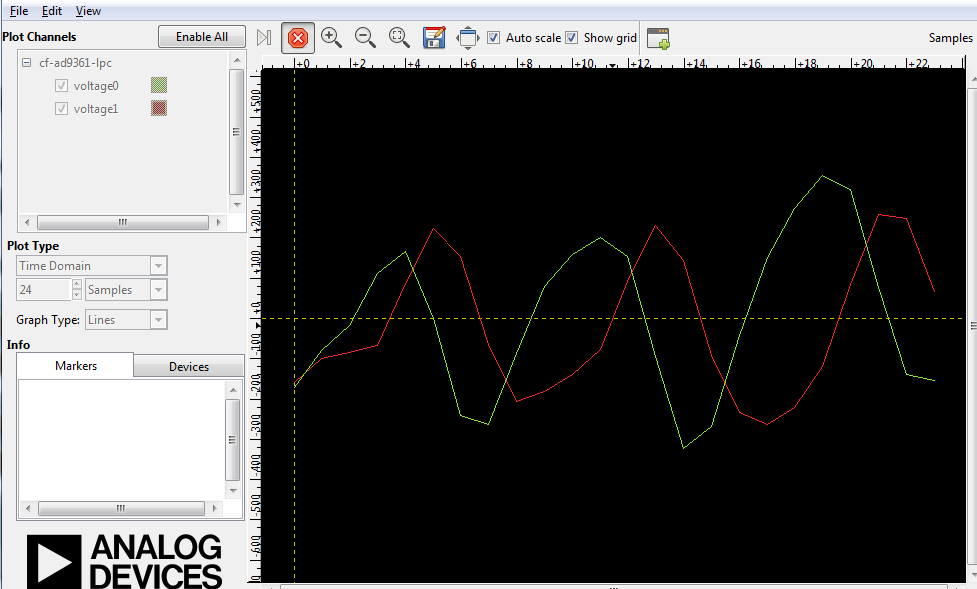 File Edit View
Plot Channels
Enable All
Auto scale
Show grid
Samples
cf-ad9361-lpc
voltage0
voltage1
Plot Type
Time Domain
24
Samples
Graph Type:
Lines
Info
Markers
Devices
ANALOG
DEVICES
+0 +2 +4 +6 +8 +10 +12 +14 +16 +18 +20 +22
+500
+400
+300
+200
+100
+0
-100
-200
-300
-400
-500
-600